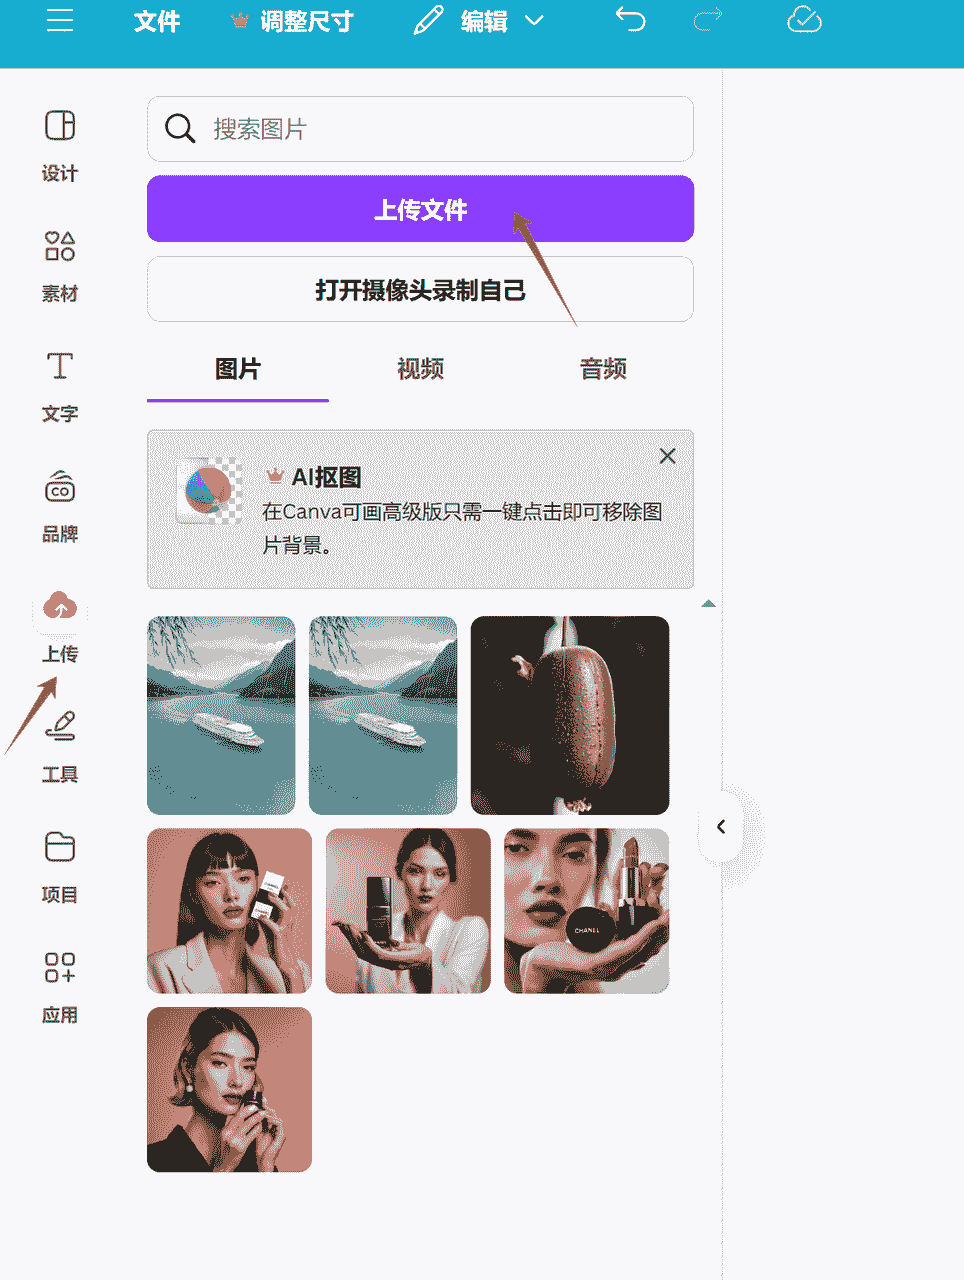 文件 调整尺寸 编辑
搜索图片
设计
上传文件
素材
打开摄像头录制自己
图片 视频 音频
文字
AI抠图
在Canva可画高级版只需一键点击即可移除图
片背景。
品牌
CO
上传
工具
项目
应用
CHANEL